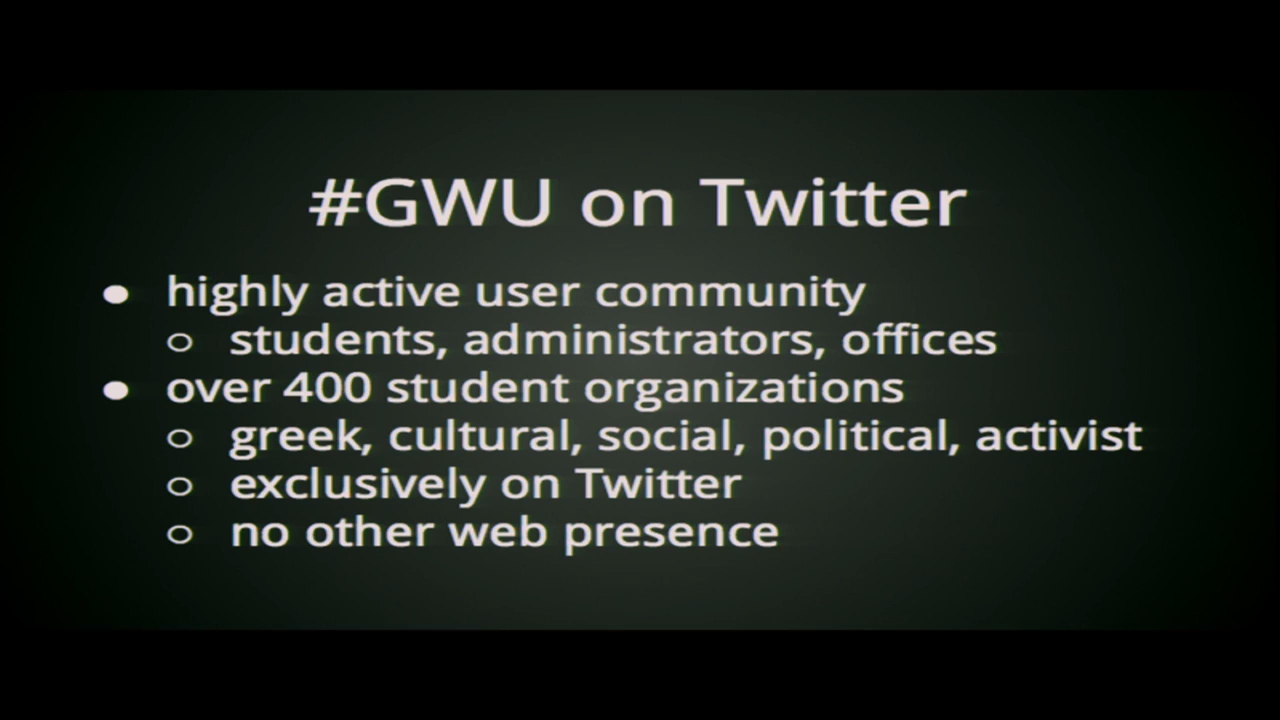 #GWU on Twitter
● highly active user community
○ students, administrators, offices
● over 400 student organizations
○ greek, cultural, social, political, activist
○ exclusively on Twitter
○ no other web presence